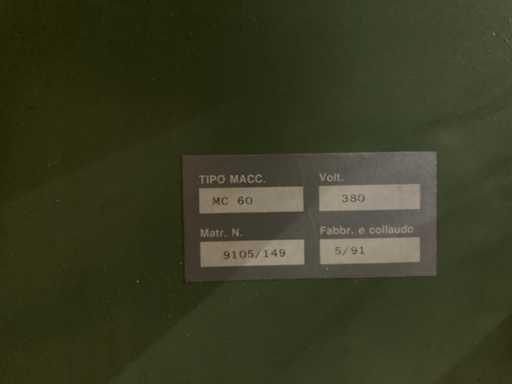 TIPO MACC. Volt.
MC 60 380
Matr. N. Fabbr. e collaudo
9105/149 5/91